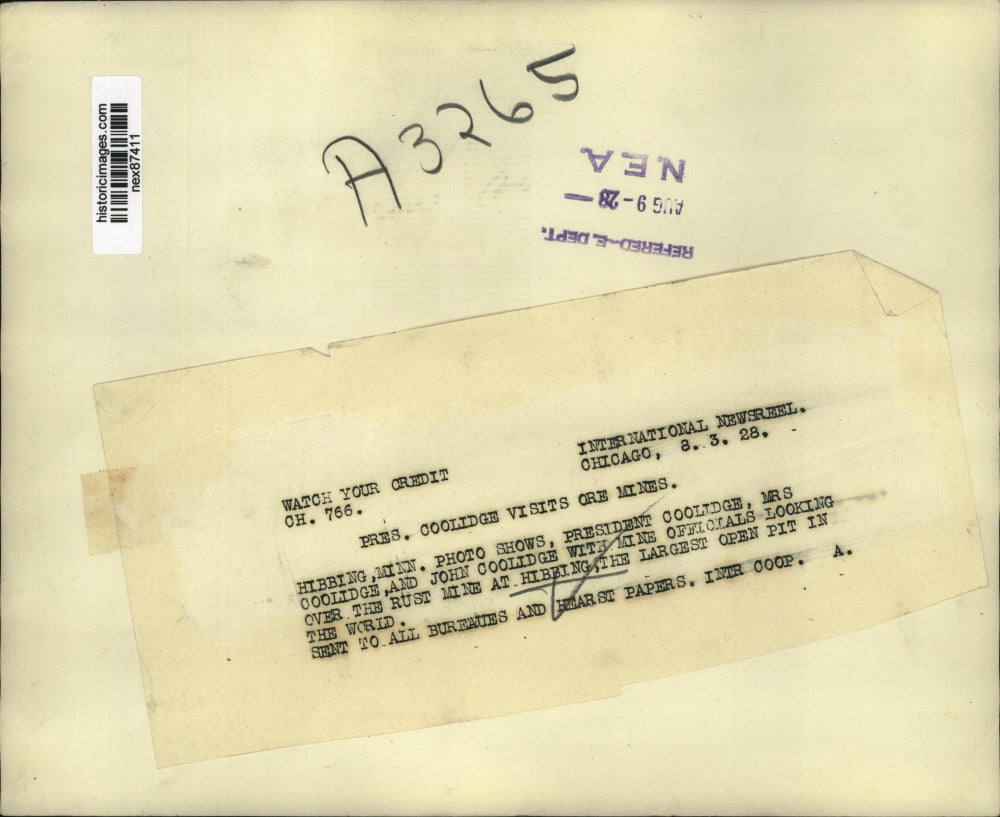 historicimages.com
nex87411
A3265
N.E.A.
AUG 9 - 28 —
REFERED-E. DEPT.
INTERNATIONAL NEWSREEL.
CHICAGO, 8. 3. 28. -
WATCH YOUR CREDIT
CH. 766.
PRES. COOLIDGE VISITS ORE MINES.
HIBBING,MINN. PHOTO SHOWS, PRESIDENT COOLIDGE, MRS
COOLIDGE,AND JOHN COOLIDGE WITH MINE OFFICIALS LOOKING
OVER THE RUST MINE AT HIBBING,THE LARGEST OPEN PIT IN
THE WORLD.
SENT TO ALL BUREAUES AND HEARST PAPERS. INTR COOP. A.